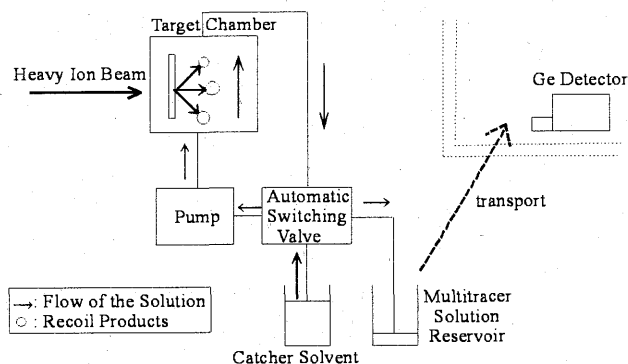 Target Chamber
Heavy Ion Beam
Ge Detector
Pump
Automatic
Switching
Valve
transport
→: Flow of the Solution
○ : Recoil Products
Multitracer
Solution
Reservoir
Catcher Solvent